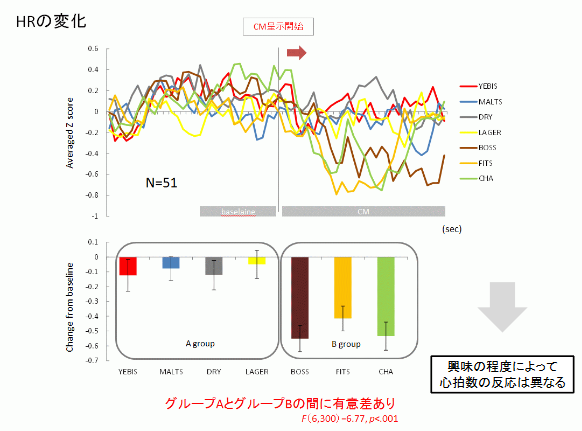 HRの変化
CM呈示開始
Averaged Z score
0.6
0.4
0.2
0
-0.2
-0.4
-0.6
-0.8
-1
N=51
baselaine
CM
(sec)
YEBIS
MALTS
DRY
LAGER
BOSS
FITS
CHA
Change from baseline
0.1
0
-0.1
-0.2
-0.3
-0.4
-0.5
-0.6
-0.7
A group
B group
YEBIS MALTS DRY LAGER BOSS FITS CHA
興味の程度によって
心拍数の反応は異なる
グループAとグループBの間に有意差あり
F(6,300)=6.77, p<.001